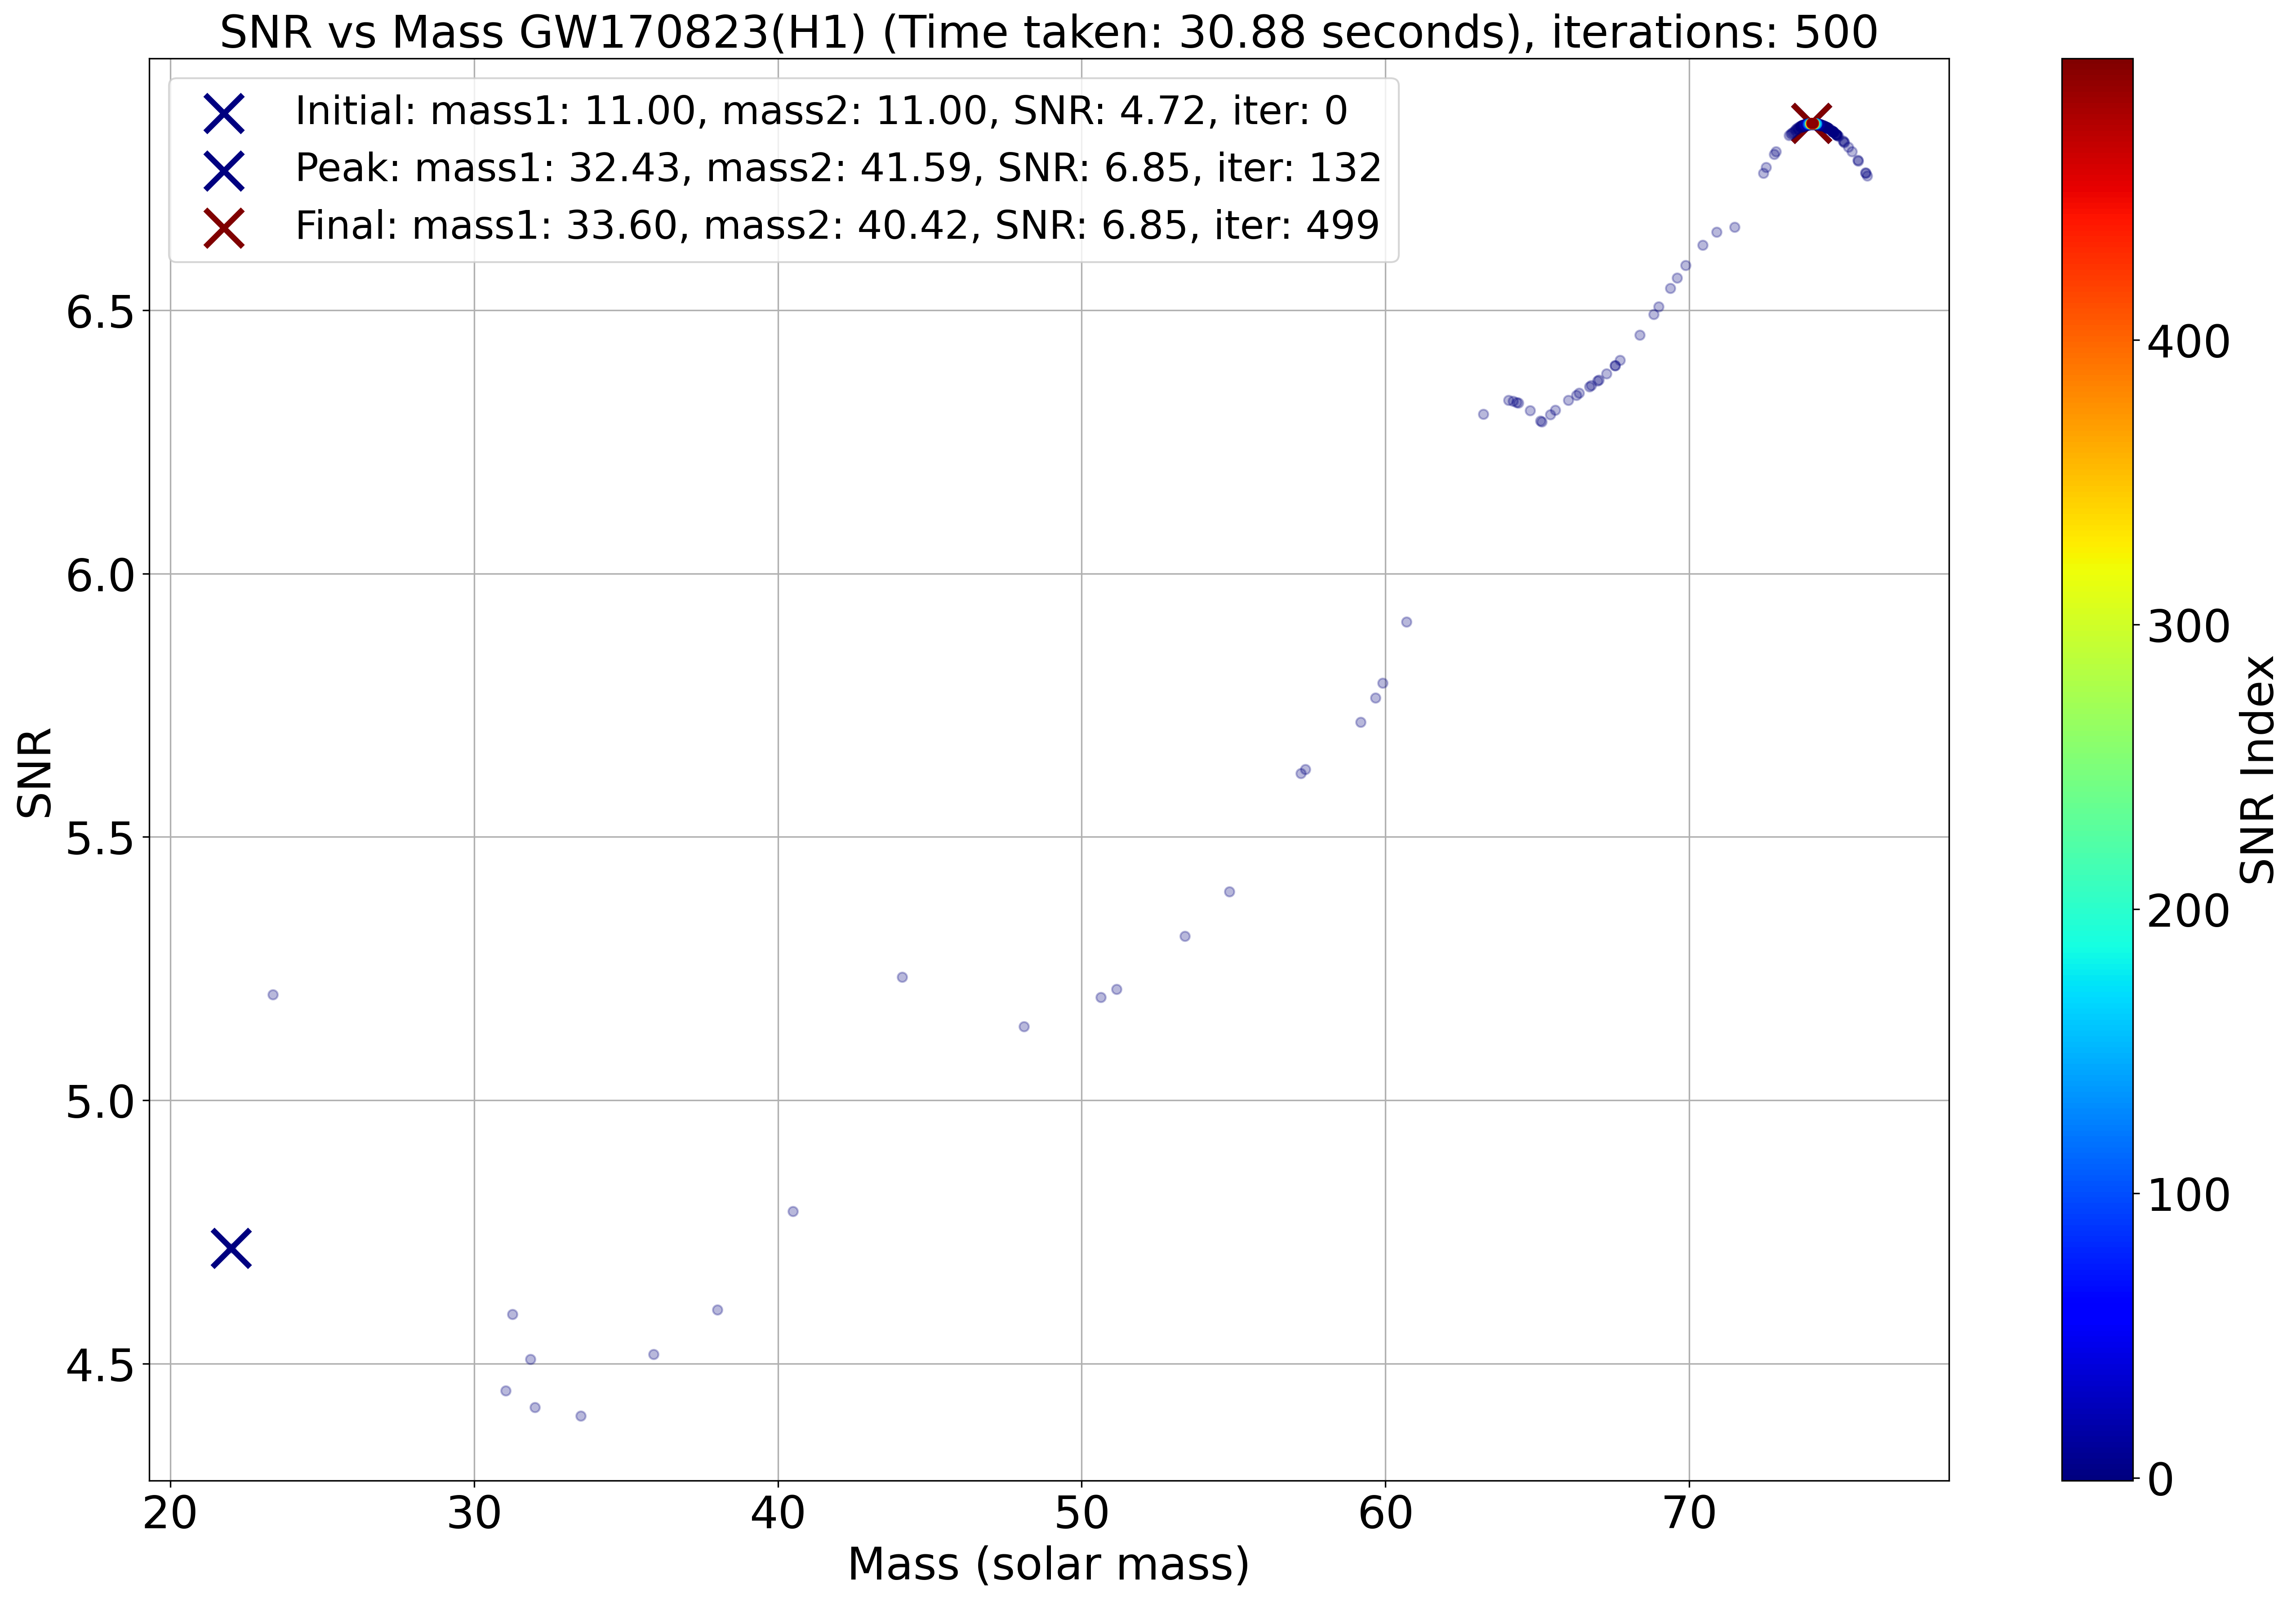 SNR vs Mass GW170823(H1) (Time taken: 30.88 seconds), iterations: 500
Initial: mass1: 11.00, mass2: 11.00, SNR: 4.72, iter: 0
Peak: mass1: 32.43, mass2: 41.59, SNR: 6.85, iter: 132
Final: mass1: 33.60, mass2: 40.42, SNR: 6.85, iter: 499
6.5
6.0
5.5
5.0
4.5
SNR
20 30 40 50 60 70
Mass (solar mass)
400
300
200
100
0
SNR Index